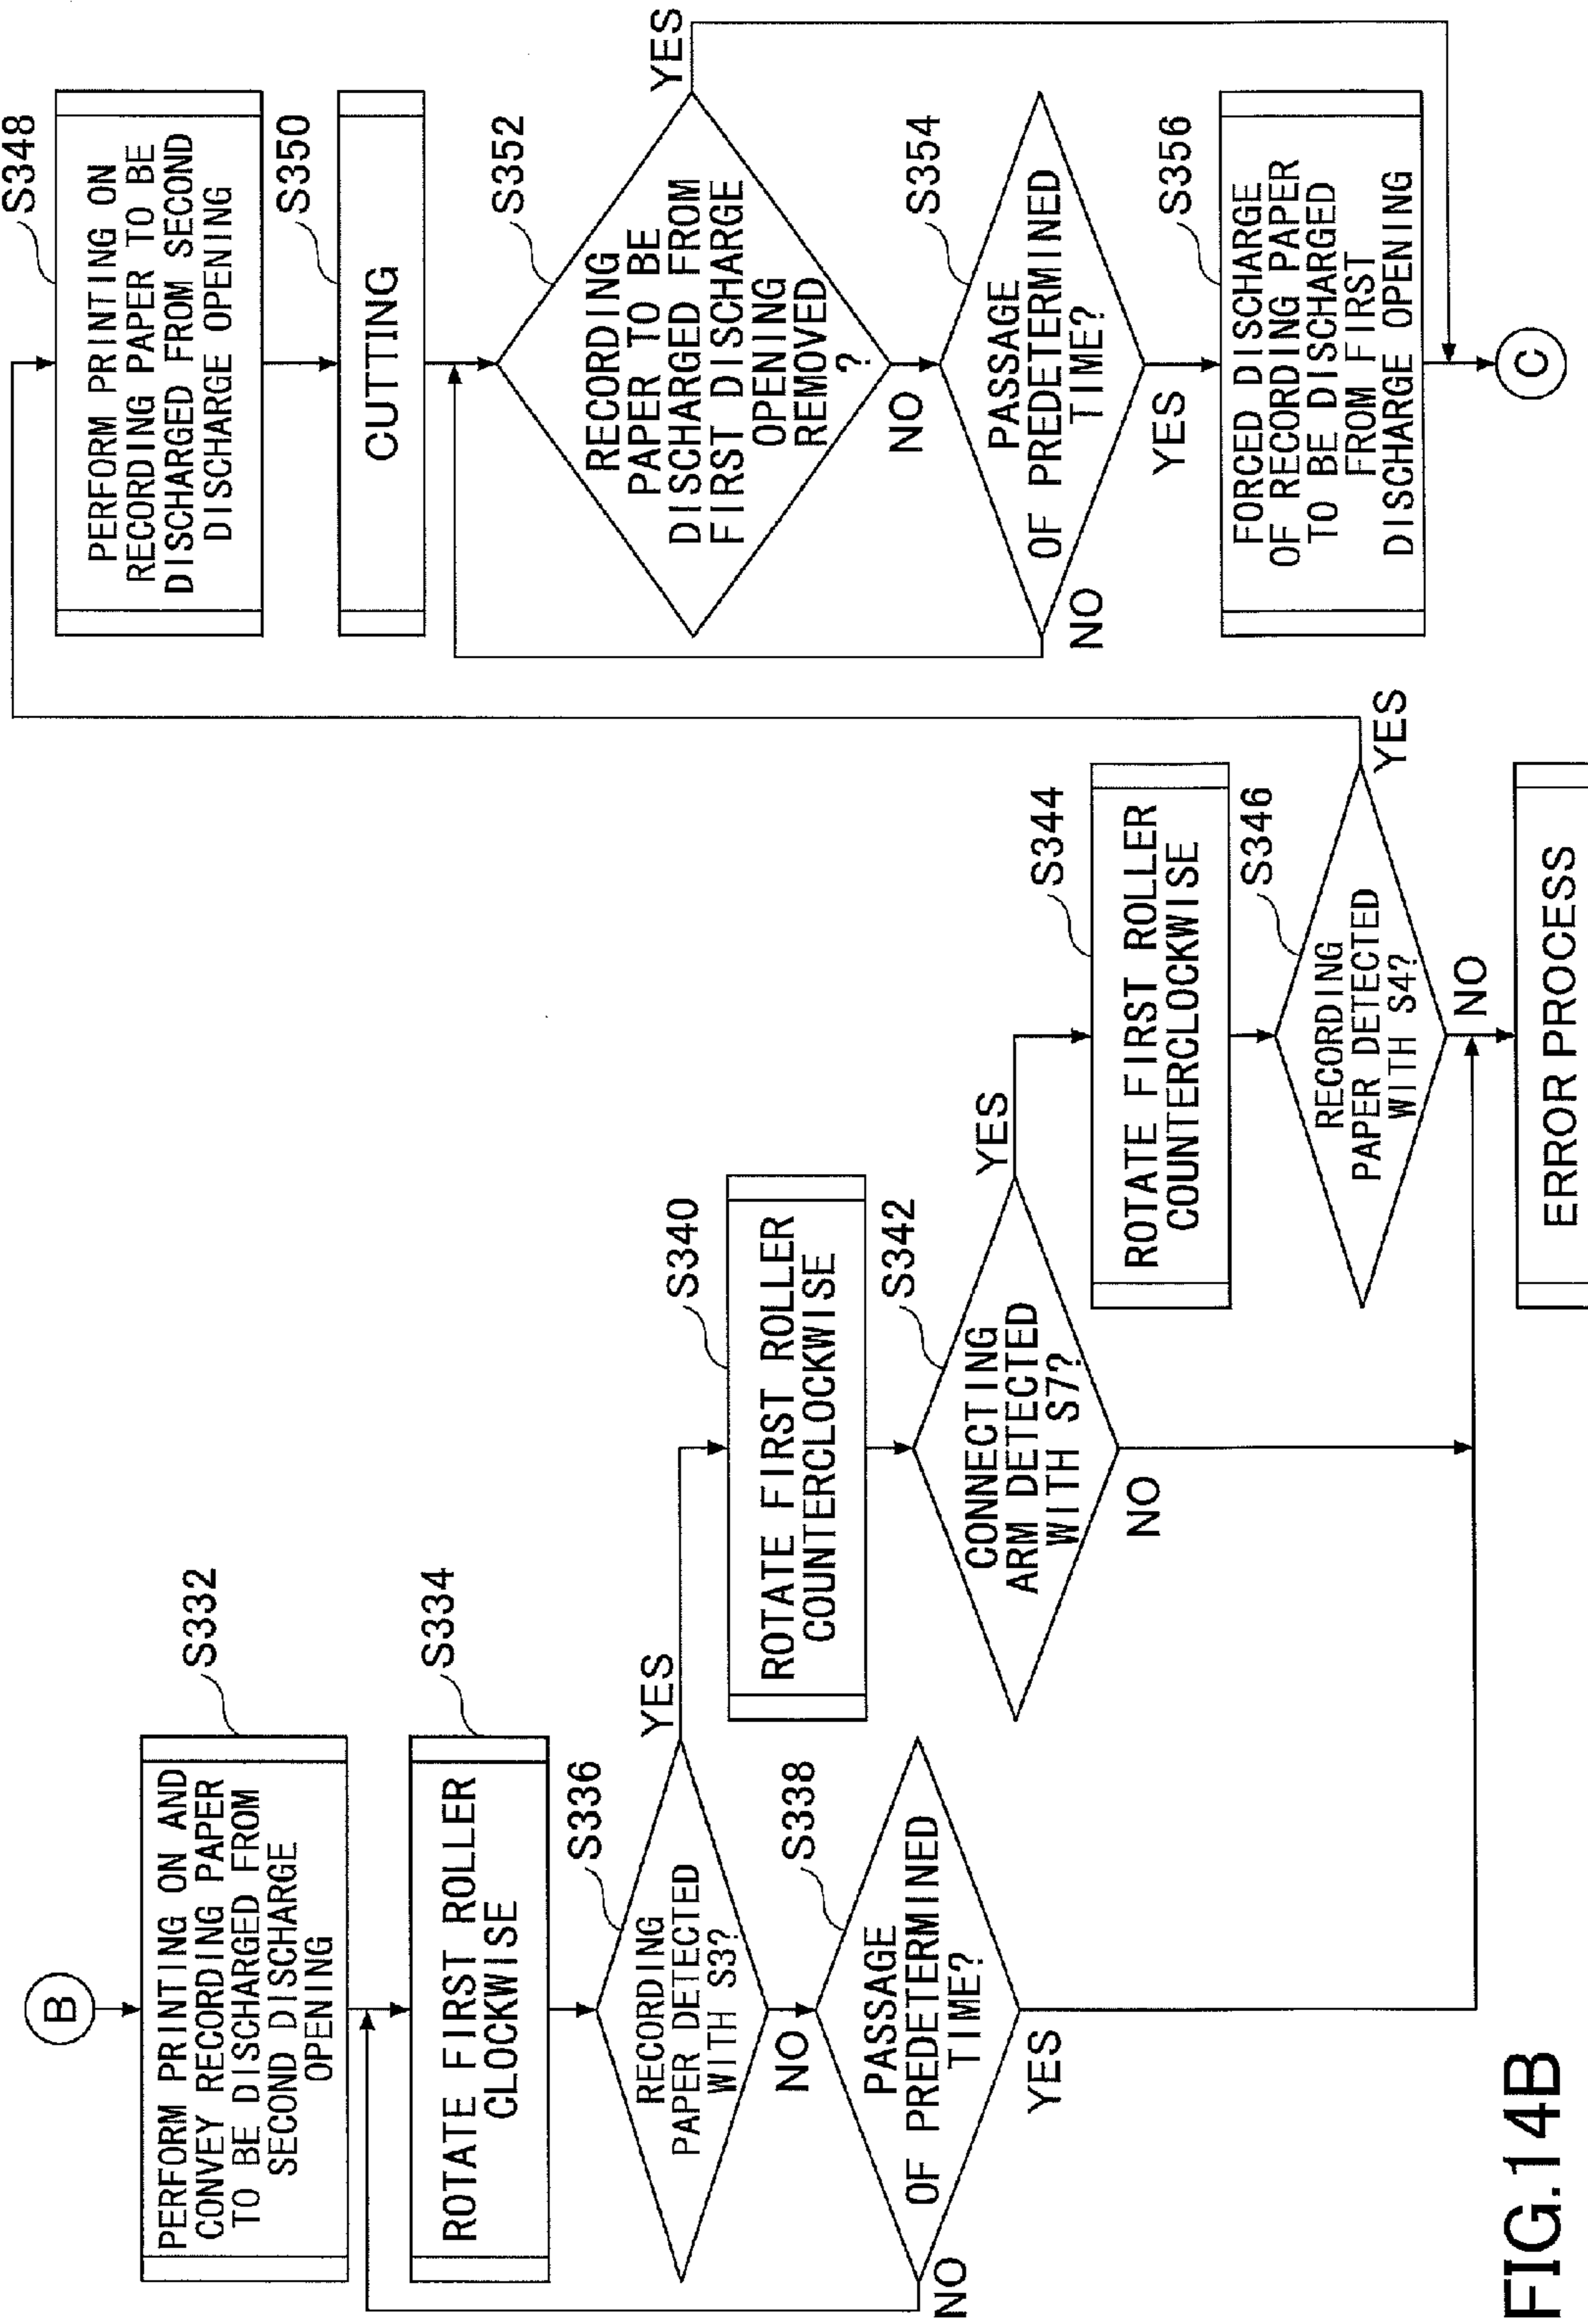 B
S332
PERFORM PRINTING ON AND
CONVEY RECORDING PAPER
TO BE DISCHARGED FROM
SECOND DISCHARGE
OPENING
S334
ROTATE FIRST ROLLER
CLOCKWISE
S336
RECORDING
PAPER DETECTED
WITH S3?
YES
NO
S338
PASSAGE
OF PREDETERMINED
TIME?
NO
YES
S340
ROTATE FIRST ROLLER
COUNTERCLOCKWISE
S342
CONNECTING
ARM DETECTED
WITH S7?
YES
NO
S344
ROTATE FIRST ROLLER
COUNTERCLOCKWISE
S346
RECORDING
PAPER DETECTED
WITH S4?
YES
NO
ERROR PROCESS
S348
PERFORM PRINTING ON
RECORDING PAPER TO BE
DISCHARGED FROM SECOND
DISCHARGE OPENING
S350
CUTTING
S352
RECORDING
PAPER TO BE
DISCHARGED FROM
FIRST DISCHARGE
OPENING
REMOVED
?
YES
NO
S354
PASSAGE
OF PREDETERMINED
TIME?
NO
YES
S356
FORCED DISCHARGE
OF RECORDING PAPER
TO BE DISCHARGED
FROM FIRST
DISCHARGE OPENING
C
FIG.14B